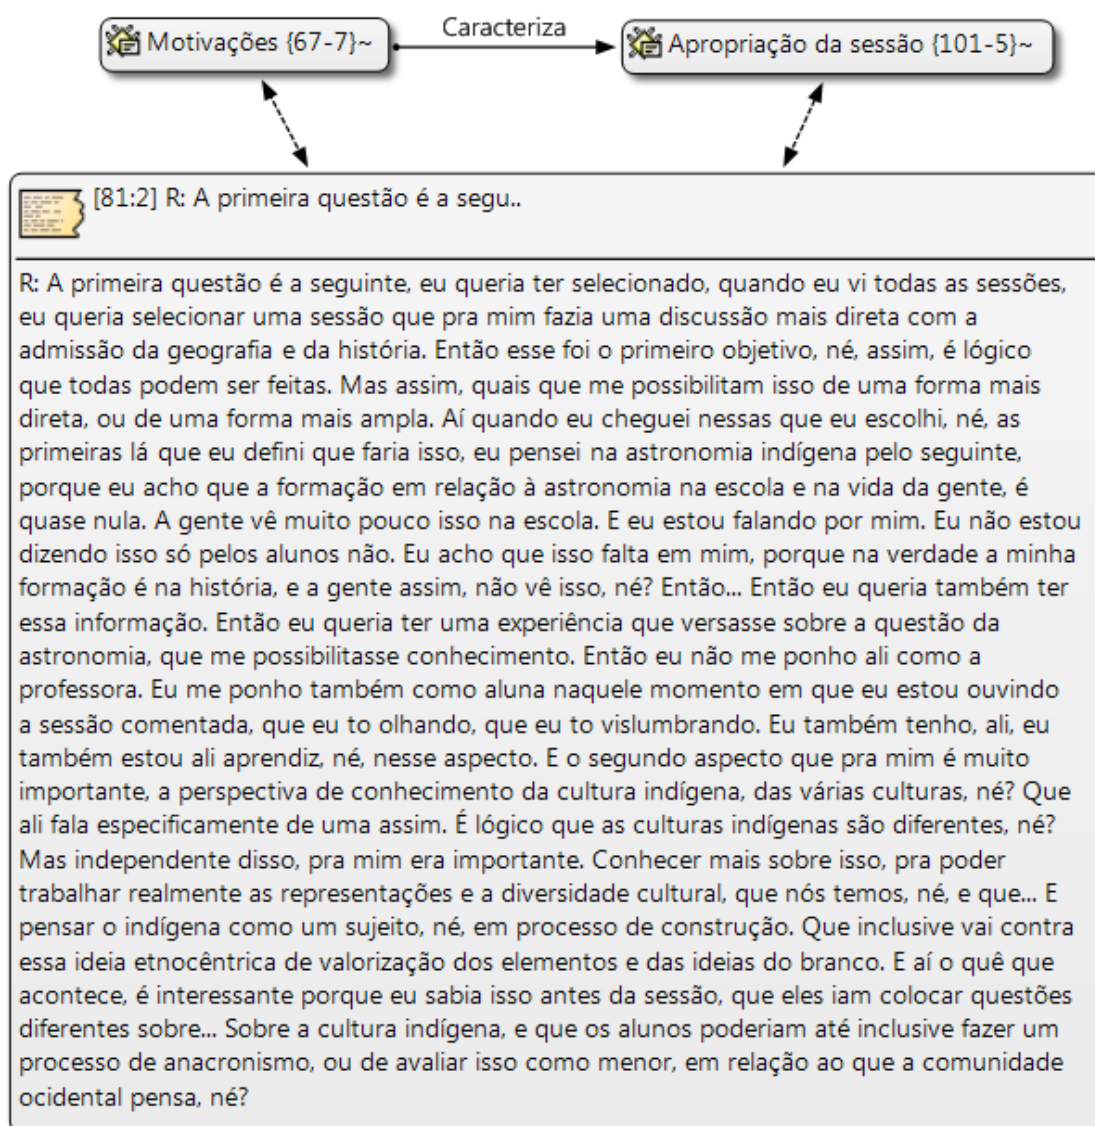 Motivações {67-7}~
Caracteriza
Apropriação da sessão {101-5}~
[81:2] R: A primeira questão é a segu..
R: A primeira questão é a seguinte, eu queria ter selecionado, quando eu vi todas as sessões,
eu queria selecionar uma sessão que pra mim fazia uma discussão mais direta com a
admissão da geografia e da história. Então esse foi o primeiro objetivo, né, assim, é lógico
que todas podem ser feitas. Mas assim, quais que me possibilitam isso de uma forma mais
direta, ou de uma forma mais ampla. Aí quando eu cheguei nessas que eu escolhi, né, as
primeiras lá que eu defini que faria isso, eu pensei na astronomia indígena pelo seguinte,
porque eu acho que a formação em relação à astronomia na escola e na vida da gente, é
quase nula. A gente vê muito pouco isso na escola. E eu estou falando por mim. Eu não estou
dizendo isso só pelos alunos não. Eu acho que isso falta em mim, porque na verdade a minha
formação é na história, e a gente assim, não vê isso, né? Então... Então eu queria também ter
essa informação. Então eu queria ter uma experiência que versasse sobre a questão da
astronomia, que me possibilitasse conhecimento. Então eu não me ponho ali como a
professora. Eu me ponho também como aluna naquele momento em que eu estou ouvindo
a sessão comentada, que eu to olhando, que eu to vislumbrando. Eu também tenho, ali, eu
também estou ali aprendiz, né, nesse aspecto. E o segundo aspecto que pra mim é muito
importante, a perspectiva de conhecimento da cultura indígena, das várias culturas, né? Que
ali fala especificamente de uma assim. É lógico que as culturas indígenas são diferentes, né?
Mas independente disso, pra mim era importante. Conhecer mais sobre isso, pra poder
trabalhar realmente as representações e a diversidade cultural, que nós temos, né, e que... E
pensar o indígena como um sujeito, né, em processo de construção. Que inclusive vai contra
essa ideia etnocêntrica de valorização dos elementos e das ideias do branco. E aí o quê que
acontece, é interessante porque eu sabia isso antes da sessão, que eles iam colocar questões
diferentes sobre... Sobre a cultura indígena, e que os alunos poderiam até inclusive fazer um
processo de anacronismo, ou de avaliar isso como menor, em relação ao que a comunidade
ocidental pensa, né?